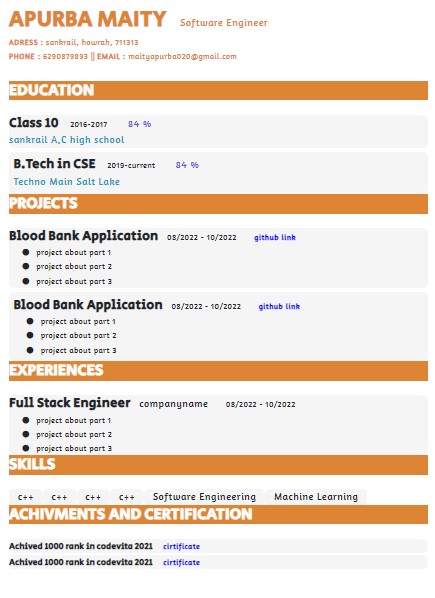 APURBA MAITY Software Engineer
ADRESS : sankrail, howrah, 711313
PHONE : 6290879893 || EMAIL : maityapurba020@gmail.com
EDUCATION
Class 10 2016-2017 84 %
sankrail A,C high school
B.Tech in CSE 2019-current 84 %
Techno Main Salt Lake
PROJECTS
Blood Bank Application 08/2022 - 10/2022 github link
● project about part 1
● project about part 2
● project about part 3
Blood Bank Application 08/2022 - 10/2022 github link
● project about part 1
● project about part 2
● project about part 3
EXPERIENCES
Full Stack Engineer companyname 08/2022 - 10/2022
● project about part 1
● project about part 2
● project about part 3
SKILLS
c++ c++ c++ c++ Software Engineering Machine Learning
ACHIVMENTS AND CERTIFICATION
Achived 1000 rank in codevita 2021 cirtificate
Achived 1000 rank in codevita 2021 cirtificate